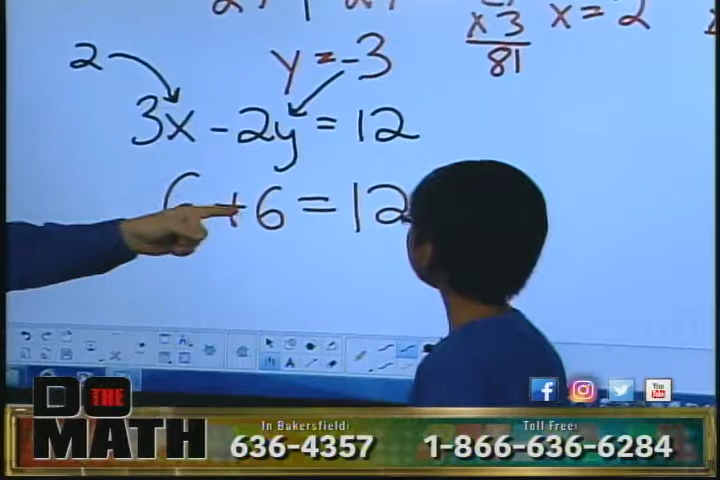 x 3
81
x = 2
y = -3
2
3x - 2y = 12
6 + 6 = 12
DO THE MATH
In Bakersfield:
636-4357
Toll Free:
1-866-636-6284